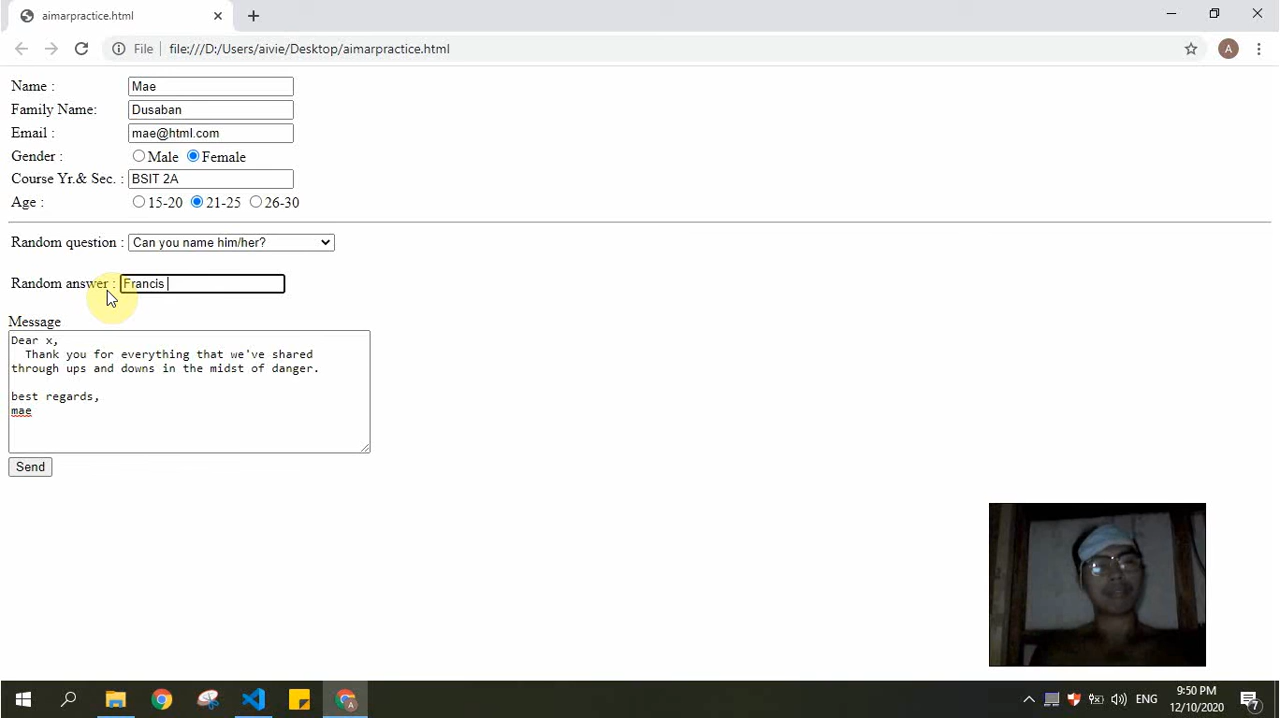 aimarpractice.html
File file:///D:/Users/aivie/Desktop/aimarpractice.html A
Name : Mae
Family Name: Dusaban
Email : mae@html.com
Gender : Male Female
Course Yr.& Sec. : BSIT 2A
Age : 15-20 21-25 26-30
Random question : Can you name him/her?
Random answer : Francis
Message
Dear x,
Thank you for everything that we've shared
through ups and downs in the midst of danger.
best regards,
mae
Send
ENG
9:50 PM
12/10/2020
7